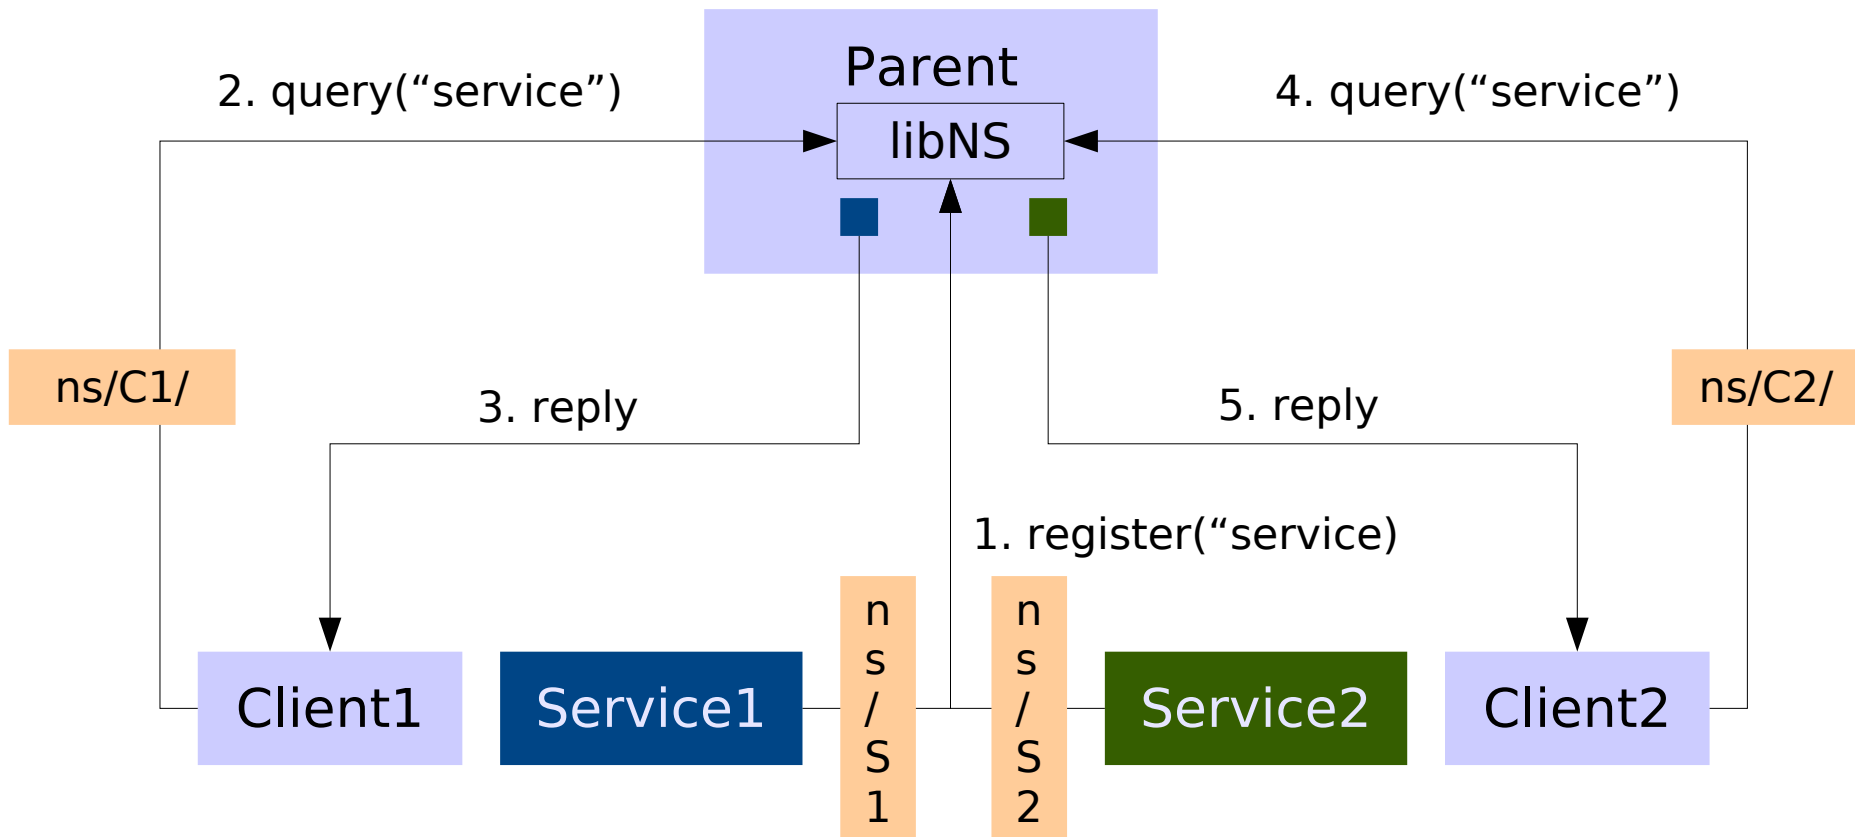 Parent
2. query(“service”)
4. query(“service”)
libNS
ns/C1/
ns/C2/
3. reply
5. reply
1. register(“service)
n
s
/
S
1
n
s
/
S
2
Client1
Service1
Service2
Client2